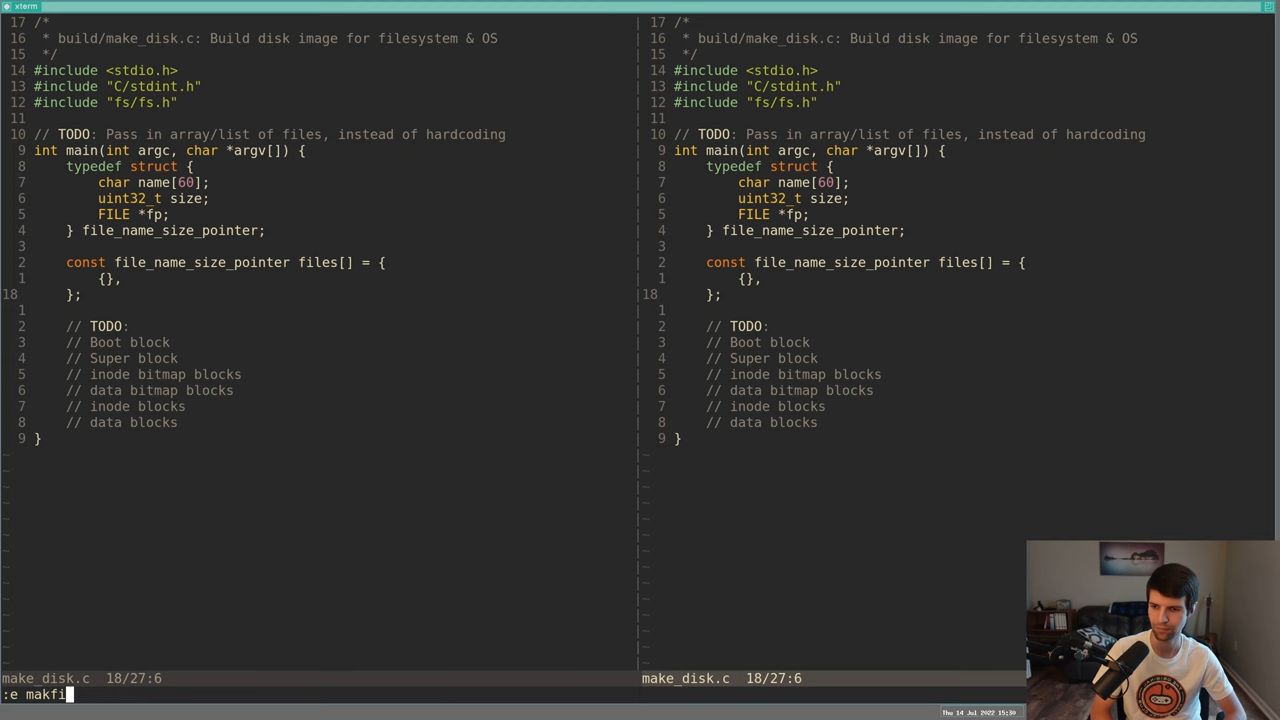 xterm
17 /*
16  * build/make_disk.c: Build disk image for filesystem & OS
15  */
14 #include <stdio.h>
13 #include "C/stdint.h"
12 #include "fs/fs.h"
11
10 // TODO: Pass in array/list of files, instead of hardcoding
9 int main(int argc, char *argv[]) {
8     typedef struct {
7         char name[60];
6         uint32_t size;
5         FILE *fp;
4     } file_name_size_pointer;
3
2     const file_name_size_pointer files[] = {
1         {},
18     };
1
2     // TODO:
3     // Boot block
4     // Super block
5     // inode bitmap blocks
6     // data bitmap blocks
7     // inode blocks
8     // data blocks
9 }
~
~
~
~
~
~
~
~
~
~
~
~
~
~
make_disk.c  18/27:6
:e makfi
17 /*
16  * build/make_disk.c: Build disk image for filesystem & OS
15  */
14 #include <stdio.h>
13 #include "C/stdint.h"
12 #include "fs/fs.h"
11
10 // TODO: Pass in array/list of files, instead of hardcoding
9 int main(int argc, char *argv[]) {
8     typedef struct {
7         char name[60];
6         uint32_t size;
5         FILE *fp;
4     } file_name_size_pointer;
3
2     const file_name_size_pointer files[] = {
1         {},
18     };
1
2     // TODO:
3     // Boot block
4     // Super block
5     // inode bitmap blocks
6     // data bitmap blocks
7     // inode blocks
8     // data blocks
9 }
~
~
~
~
~
~
~
~
~
~
~
~
~
~
make_disk.c  18/27:6
Thu 14 Jul 2022 15:30